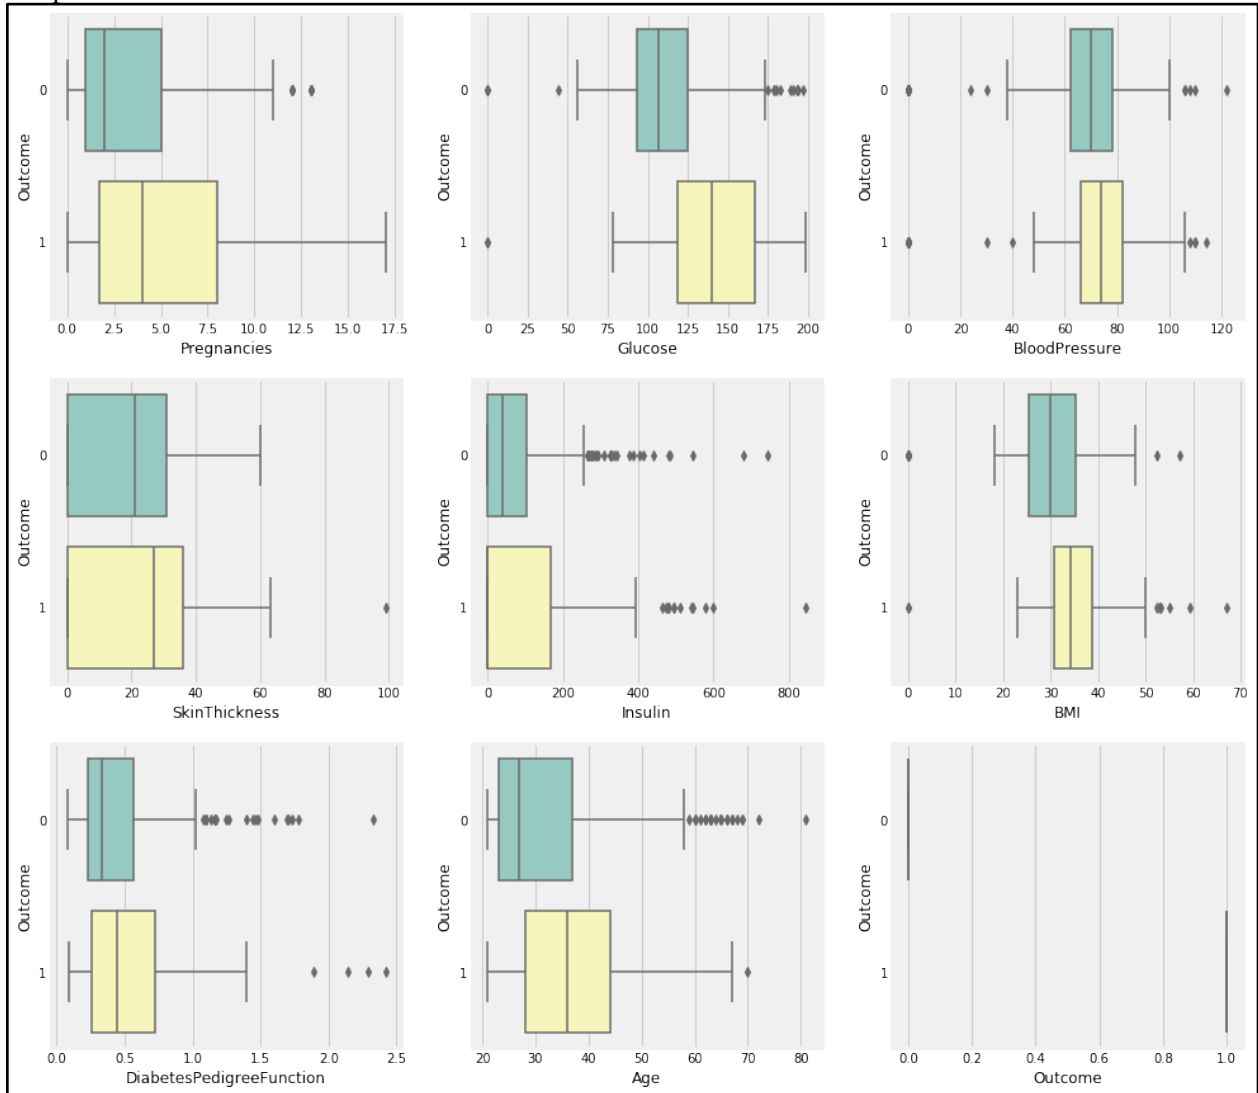 0
Outcome
1
0.0 2.5 5.0 7.5 10.0 12.5 15.0 17.5
Pregnancies
0
Outcome
1
0 25 50 75 100 125 150 175 200
Glucose
0
Outcome
1
0 20 40 60 80 100 120
BloodPressure
0
Outcome
1
0 20 40 60 80 100
SkinThickness
0
Outcome
1
0 200 400 600 800
Insulin
0
Outcome
1
0 10 20 30 40 50 60 70
BMI
0
Outcome
1
0.0 0.5 1.0 1.5 2.0 2.5
DiabetesPedigreeFunction
0
Outcome
1
20 30 40 50 60 70 80
Age
0
Outcome
1
0.0 0.2 0.4 0.6 0.8 1.0
Outcome